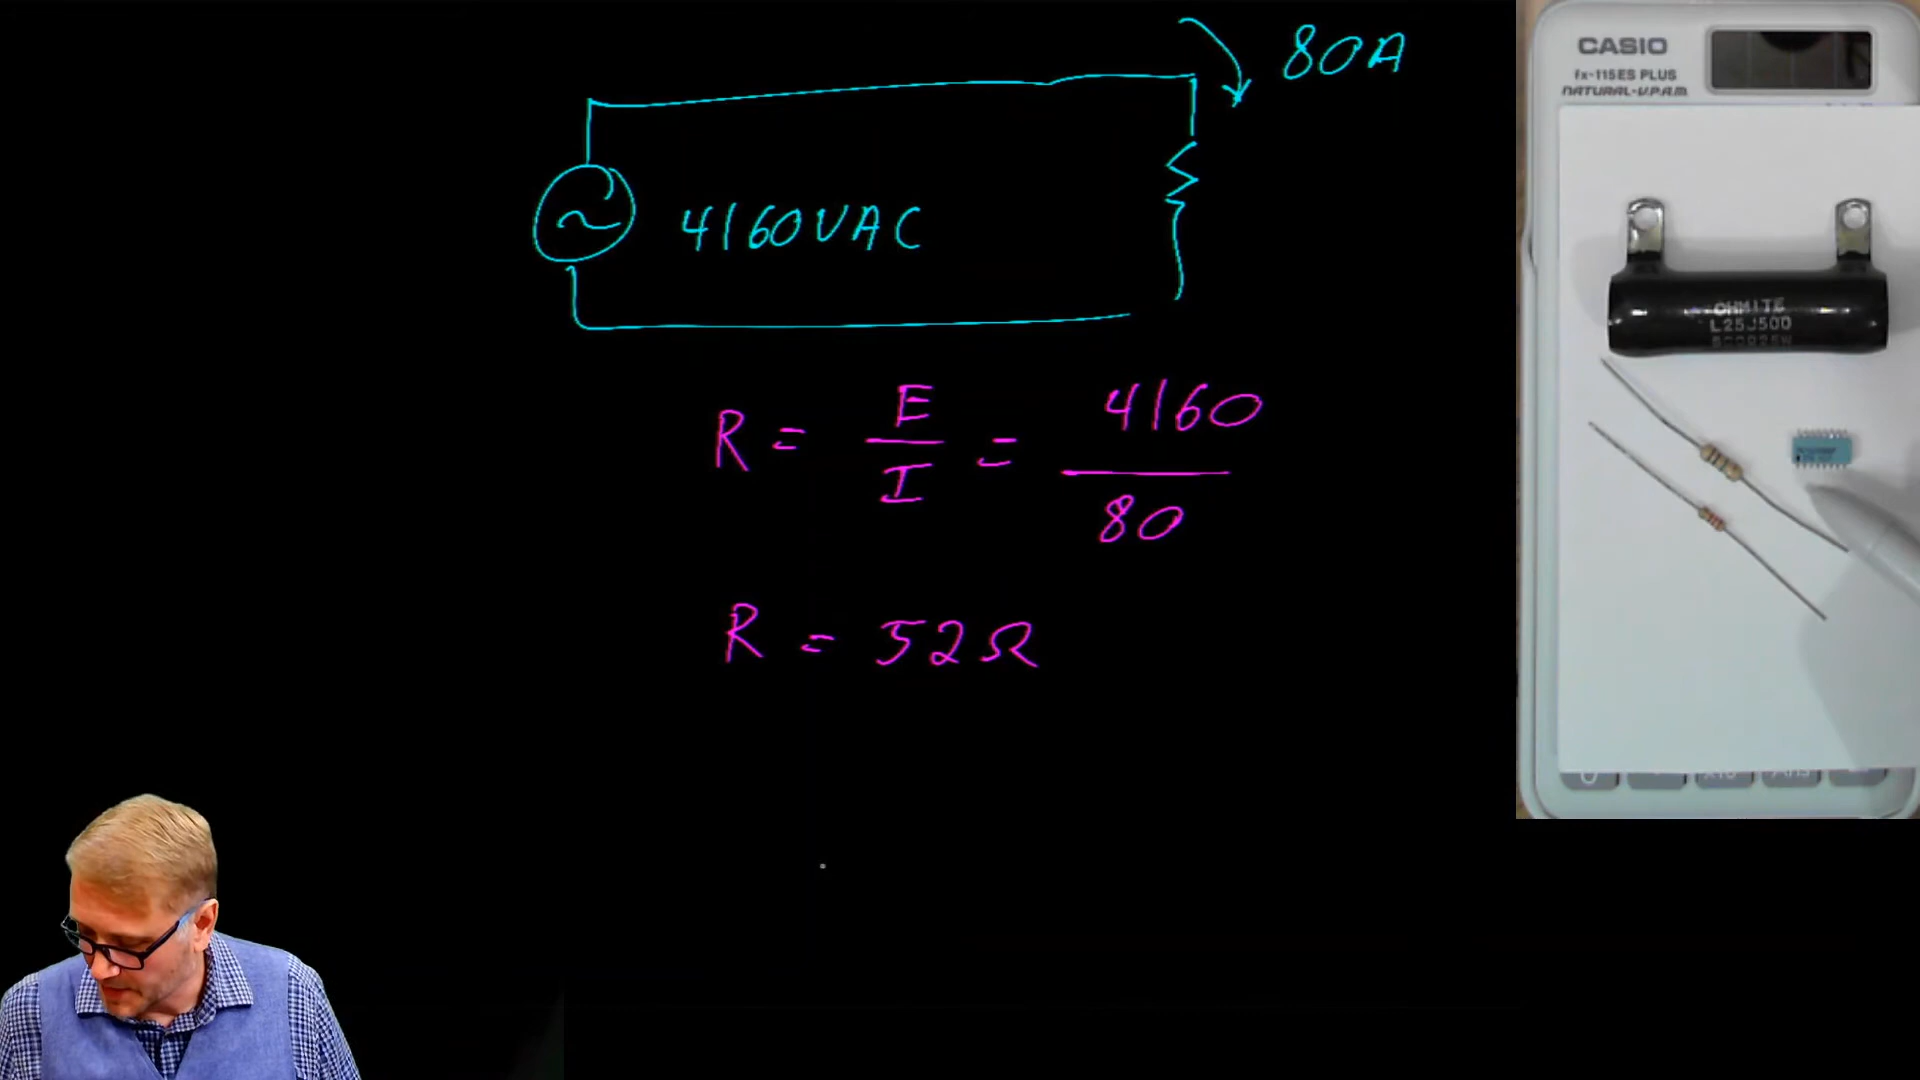 80A
4160VAC
R = E/I = 4160/80
R = 52Ω
CASIO
fx-115ES PLUS
NATURAL-V.P.A.M.
OHMITE
L25J500